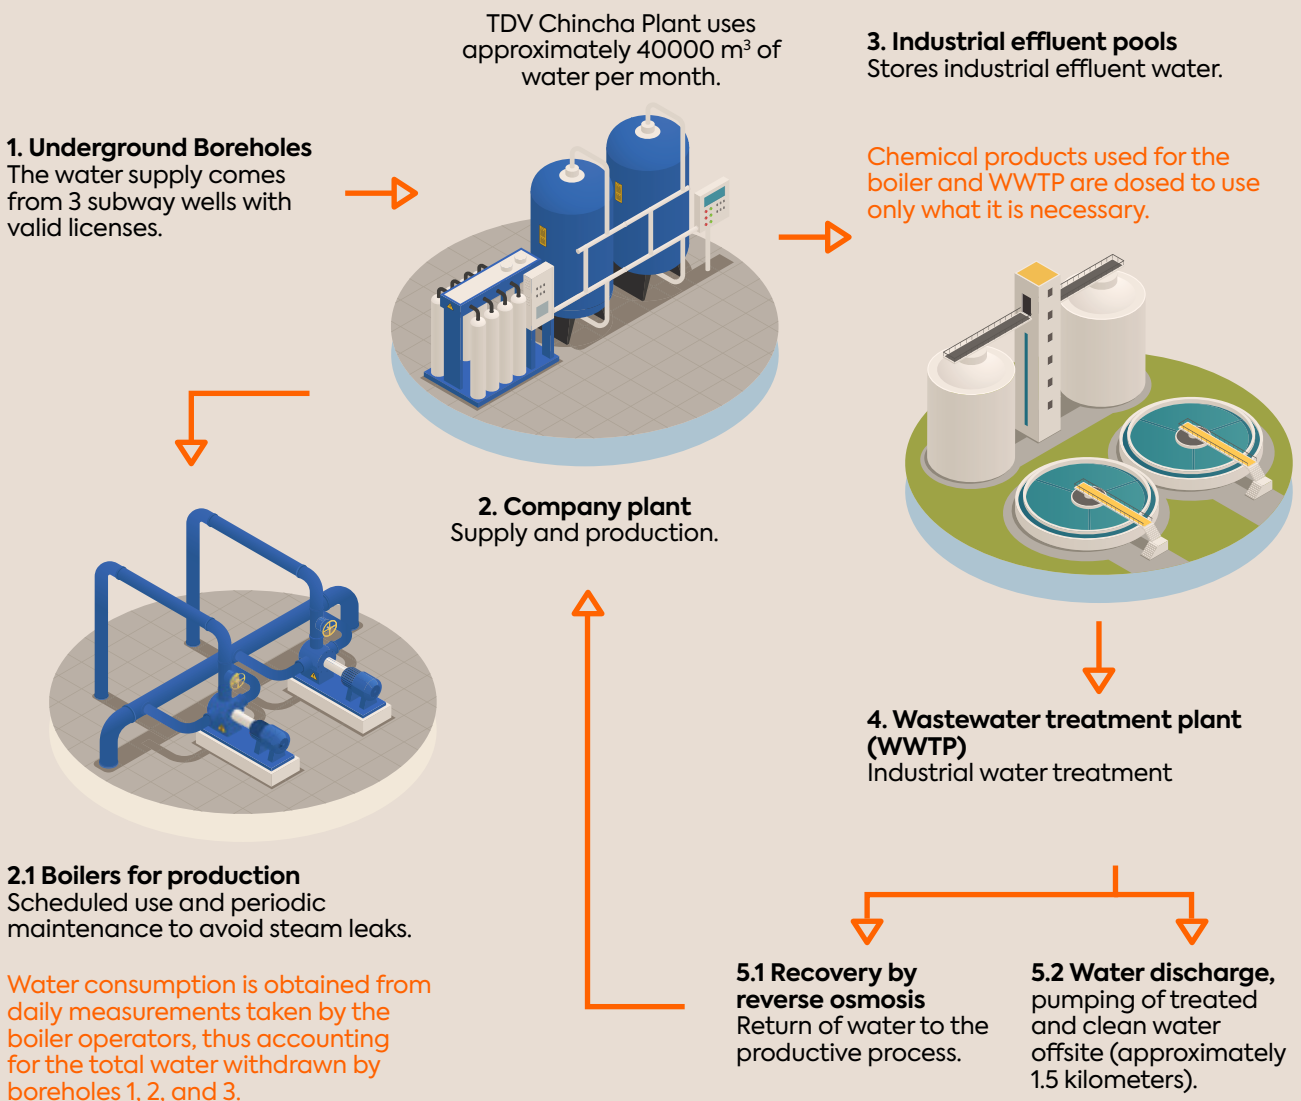 TDV Chincha Plant uses
approximately 40000 m³ of
water per month.
1. Underground Boreholes
The water supply comes
from 3 subway wells with
valid licenses.
3. Industrial effluent pools
Stores industrial effluent water.
Chemical products used for the
boiler and WWTP are dosed to use
only what it is necessary.
2. Company plant
Supply and production.
4. Wastewater treatment plant
(WWTP)
Industrial water treatment
2.1 Boilers for production
Scheduled use and periodic
maintenance to avoid steam leaks.
Water consumption is obtained from
daily measurements taken by the
boiler operators, thus accounting
for the total water withdrawn by
boreholes 1, 2, and 3.
5.1 Recovery by
reverse osmosis
Return of water to the
productive process.
5.2 Water discharge,
pumping of treated
and clean water
offsite (approximately
1.5 kilometers).